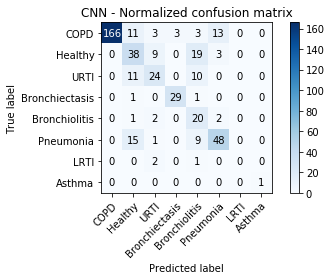 CNN - Normalized confusion matrix
True label
COPD 166 11 3 3 3 13 0 0
Healthy 0 38 9 0 19 3 0 0
URTI 0 11 24 0 10 0 0 0
Bronchiectasis 0 1 0 29 1 0 0 0
Bronchiolitis 0 1 2 0 20 2 0 0
Pneumonia 0 15 2 0 9 48 0 0
LRTI 0 0 2 0 1 0 0 0
Asthma 0 0 0 0 0 0 0 1
COPD Healthy URTI Bronchiectasis Bronchiolitis Pneumonia LRTI Asthma
Predicted label
160
140
120
100
80
60
40
20
0